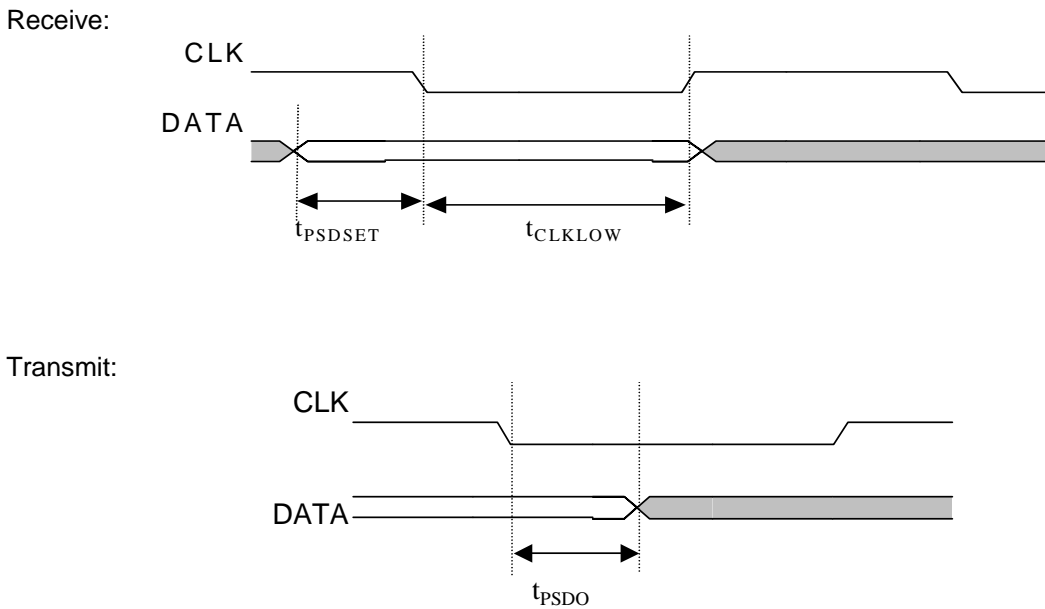 Receive:
CLK
DATA
tPSDSET
tCLKLOW
Transmit:
CLK
DATA
tPSDO